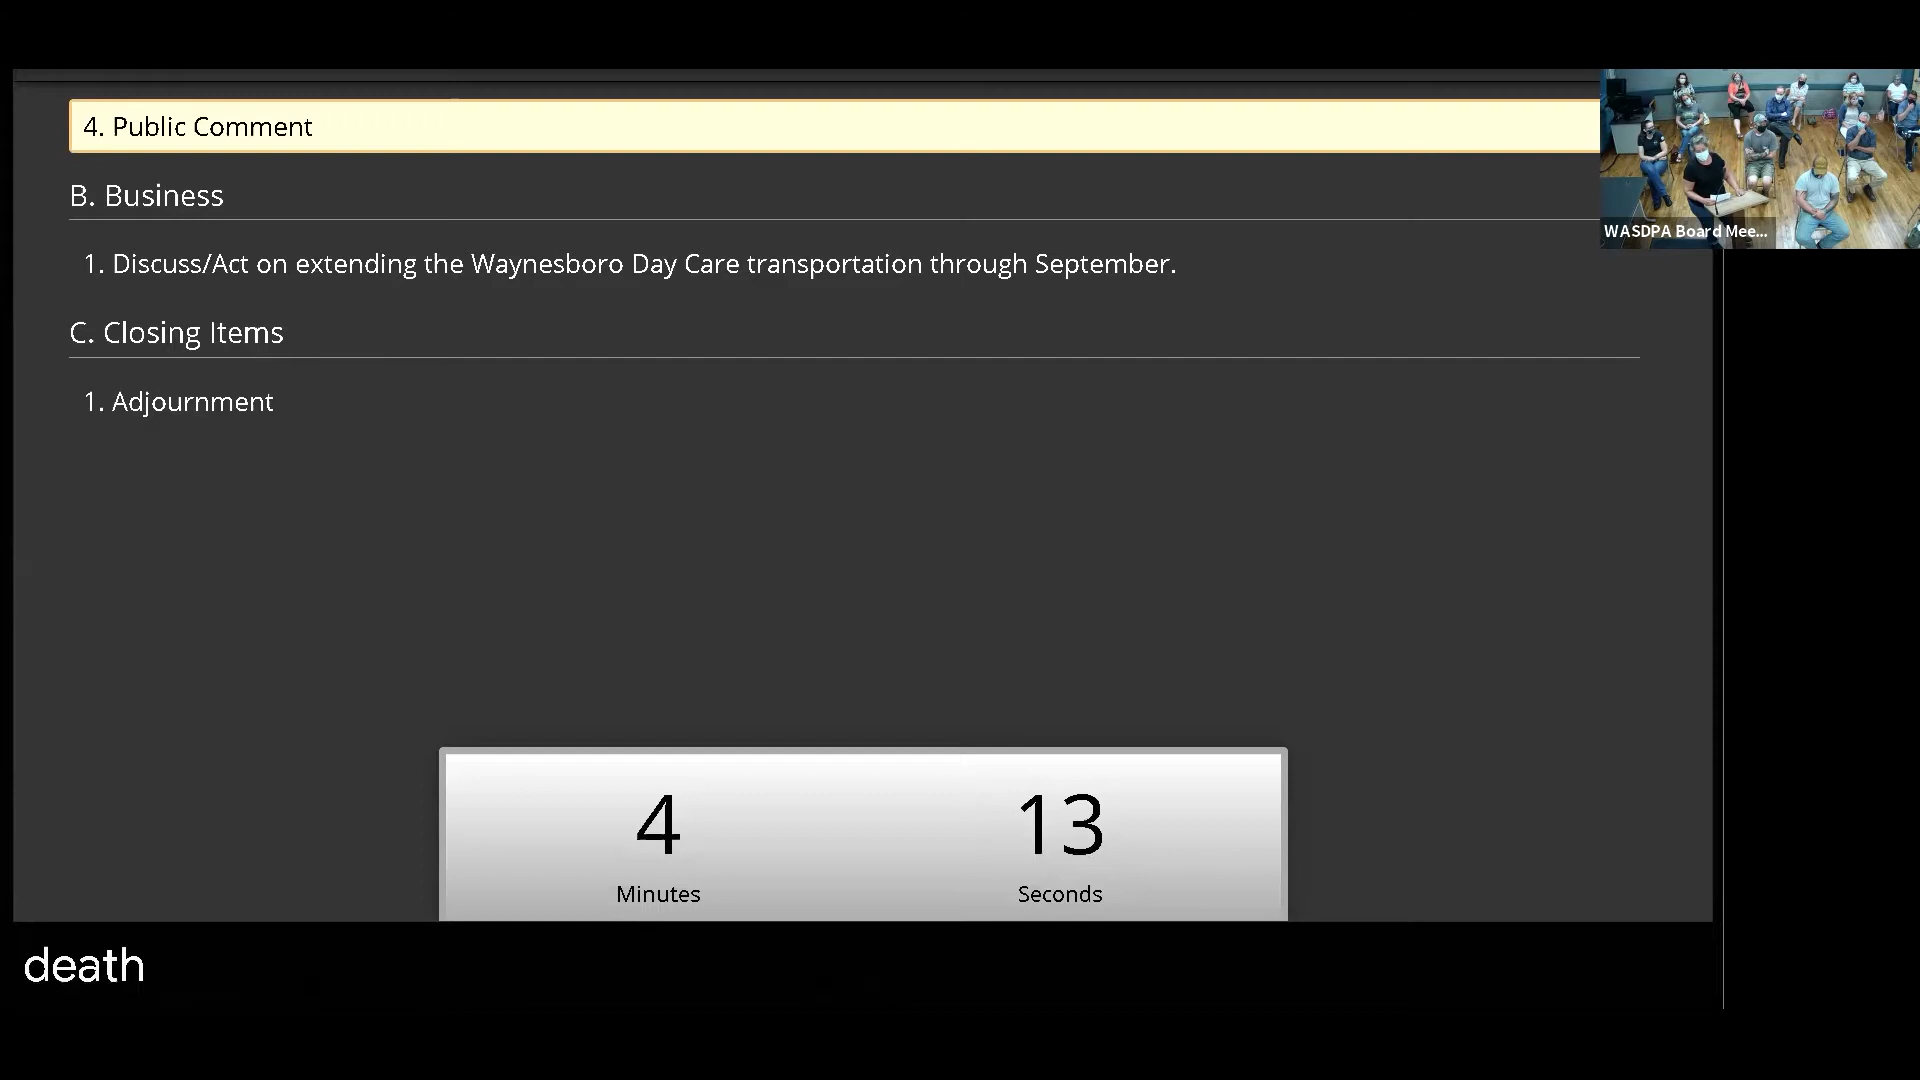 4. Public Comment
B. Business
1. Discuss/Act on extending the Waynesboro Day Care transportation through September.
C. Closing Items
1. Adjournment
WASDPA Board Mee...
4 13
Minutes Seconds
death